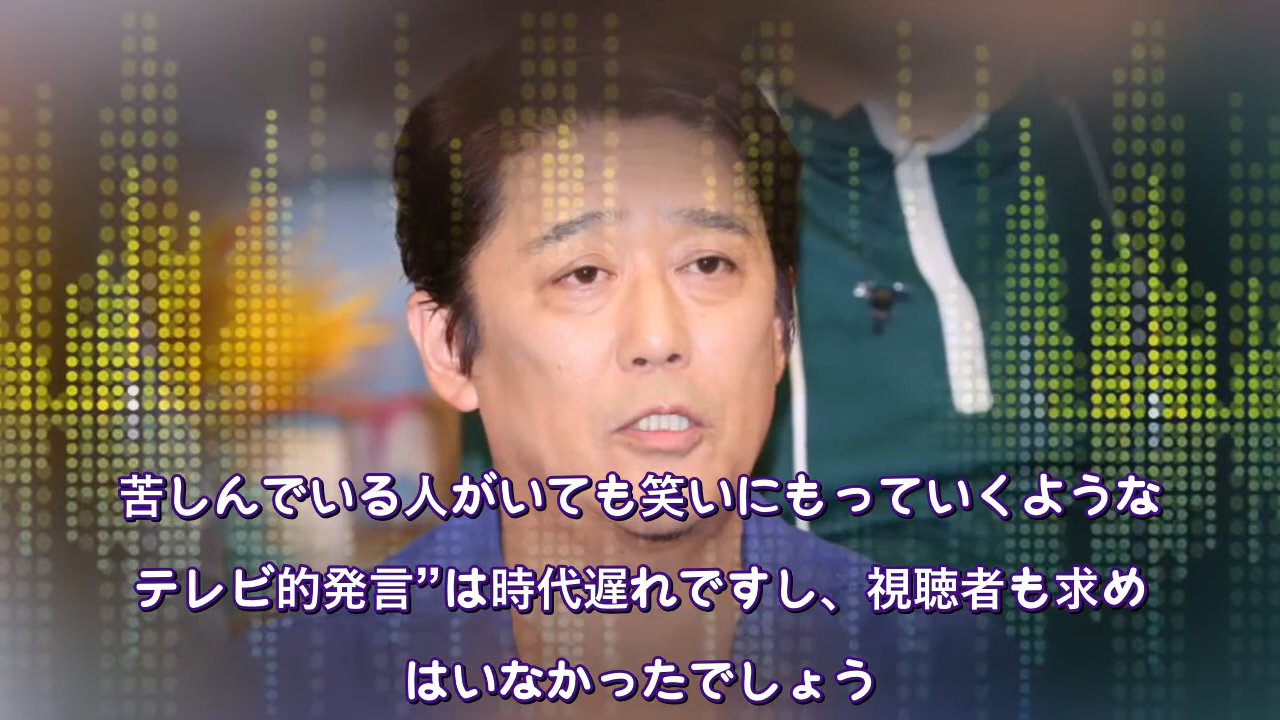 苦しんでいる人がいても笑いにもっていくような
テレビ的発言”は時代遅れですし、視聴者も求め
はいなかったでしょう